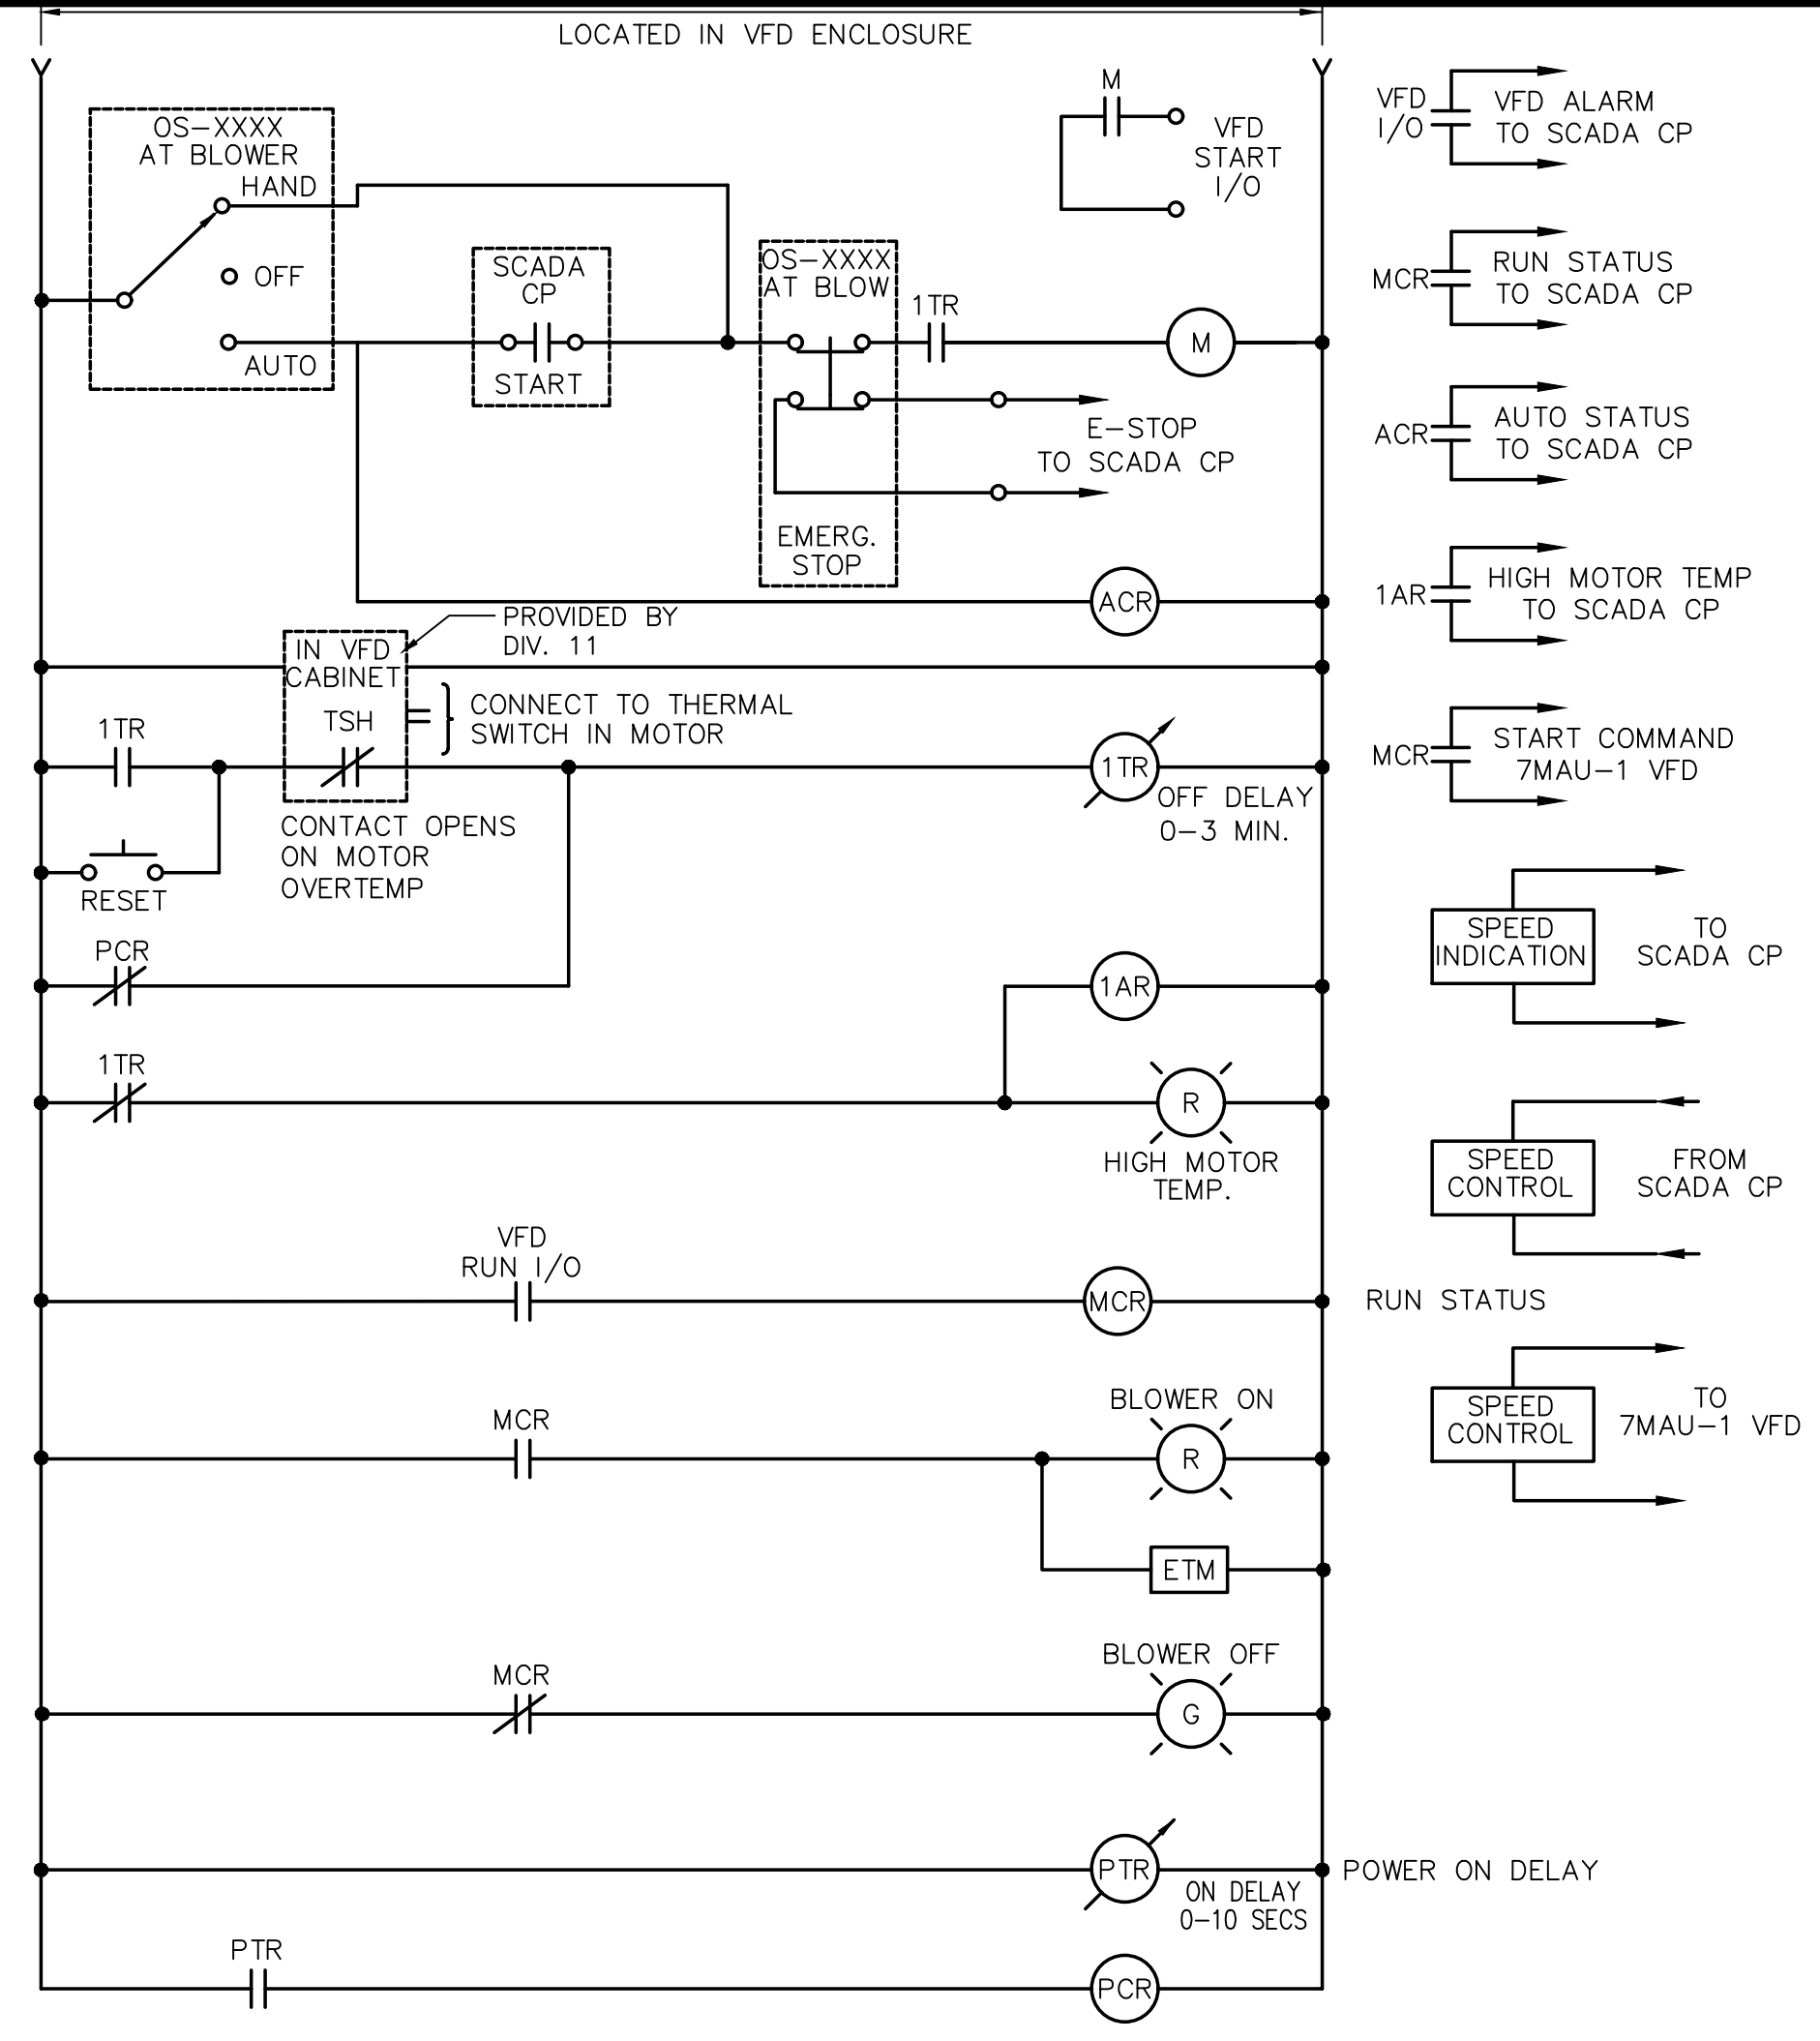 LOCATED IN VFD ENCLOSURE
OS-XXXX
AT BLOWER
HAND
OFF
AUTO
SCADA
CP
START
OS-XXXX
AT BLOW
1TR
M
M
VFD
START
I/O
E-STOP
TO SCADA CP
EMERG.
STOP
ACR
PROVIDED BY
DIV. 11
IN VFD
CABINET
TSH
CONNECT TO THERMAL
SWITCH IN MOTOR
1TR
1TR
OFF DELAY
0-3 MIN.
CONTACT OPENS
ON MOTOR
OVERTEMP
RESET
PCR
1AR
1TR
R
HIGH MOTOR
TEMP.
VFD
RUN I/O
MCR
RUN STATUS
MCR
BLOWER ON
R
ETM
MCR
BLOWER OFF
G
PTR
ON DELAY
0-10 SECS
POWER ON DELAY
PTR
PCR
VFD
I/O
VFD ALARM
TO SCADA CP
MCR
RUN STATUS
TO SCADA CP
ACR
AUTO STATUS
TO SCADA CP
1AR
HIGH MOTOR TEMP
TO SCADA CP
MCR
START COMMAND
7MAU-1 VFD
SPEED
INDICATION
TO
SCADA CP
SPEED
CONTROL
FROM
SCADA CP
SPEED
CONTROL
TO
7MAU-1 VFD